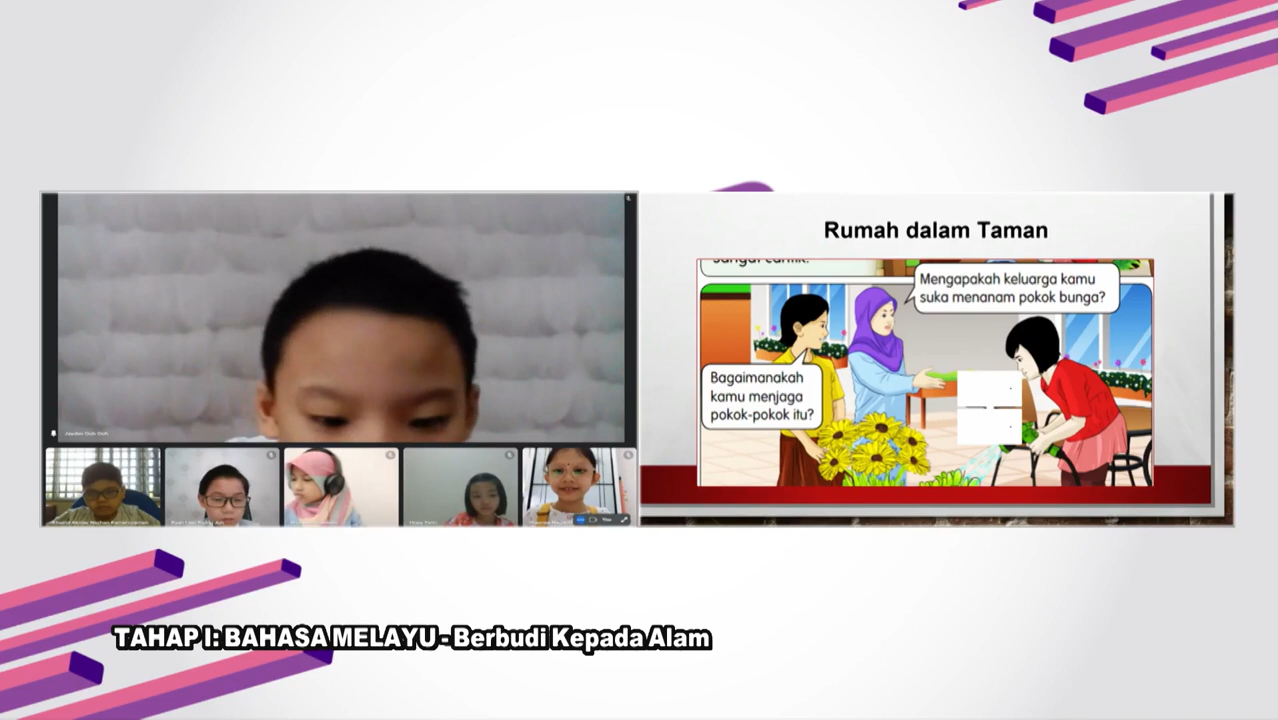 Rumah dalam Taman
Mengapakah keluarga kamu
suka menanam pokok bunga?
Bagaimanakah
kamu menjaga
pokok-pokok itu?
TAHAP I: BAHASA MELAYU - Berbudi Kepada Alam